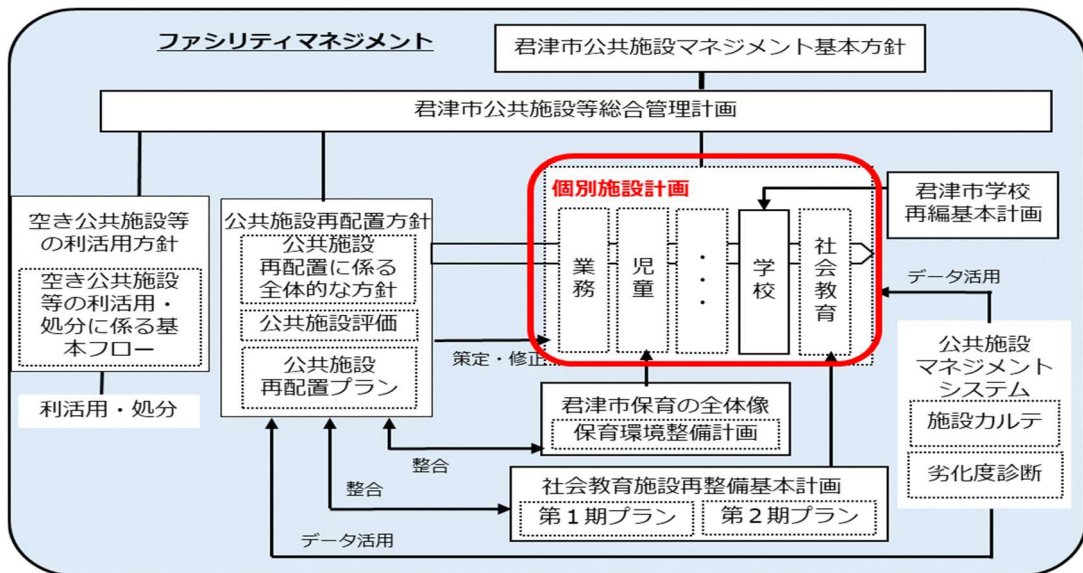 ファシリティマネジメント
君津市公共施設マネジメント基本方針
君津市公共施設等総合管理計画
空き公共施設等
の利活用方針
空き公共施設
等の利活用・
処分に係る基
本フロー
利活用・処分
公共施設再配置方針
公共施設
再配置に係る
全体的な方針
公共施設評価
公共施設
再配置プラン
策定・修正
個別施設計画
業務
児童
・・・
学校
社会教育
君津市学校
再編基本計画
データ活用
公共施設
マネジメント
システム
施設カルテ
劣化度診断
君津市保育の全体像
保育環境整備計画
整合
社会教育施設再整備基本計画
第1期プラン
第2期プラン
整合
データ活用